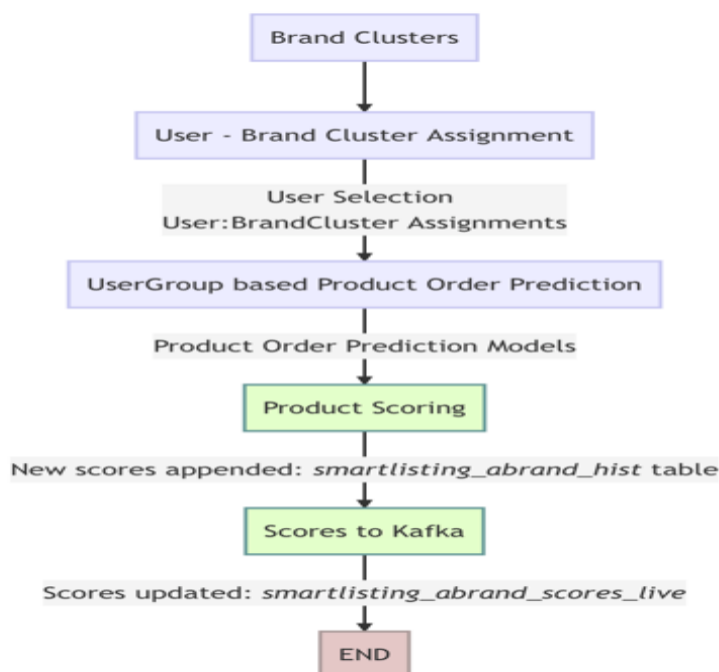 Brand Clusters
User - Brand Cluster Assignment
User Selection
User:BrandCluster Assignments
UserGroup based Product Order Prediction
Product Order Prediction Models
Product Scoring
New scores appended: smartlisting_abrand_hist table
Scores to Kafka
Scores updated: smartlisting_abrand_scores_live
END